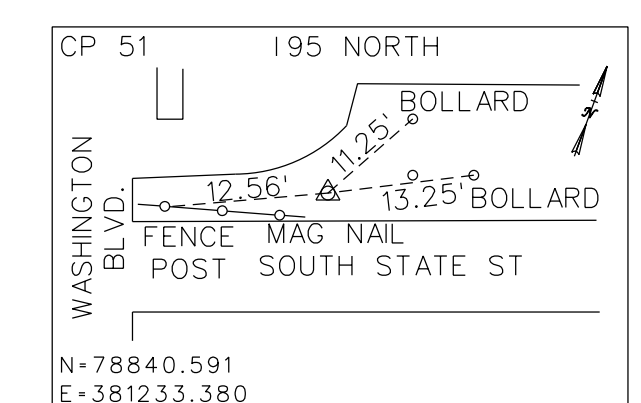 CP 51
I95 NORTH
BOLLARD
N
11.25'
12.56'
13.25'
BOLLARD
WASHINGTON
BLVD.
FENCE
POST
MAG NAIL
SOUTH STATE ST
N=78840.591
E=381233.380